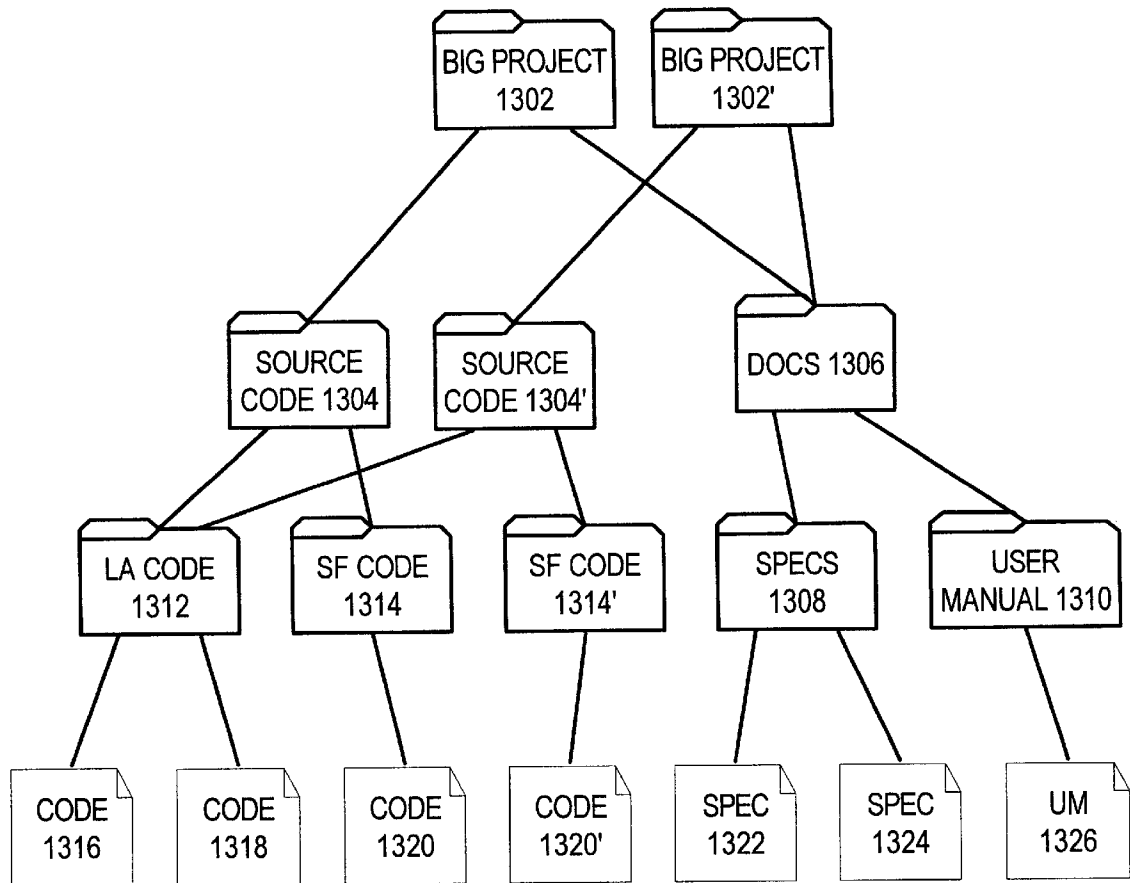 BIG PROJECT
1302
BIG PROJECT
1302'
SOURCE
CODE 1304
SOURCE
CODE 1304'
DOCS 1306
LA CODE
1312
SF CODE
1314
SF CODE
1314'
SPECS
1308
USER
MANUAL 1310
CODE
1316
CODE
1318
CODE
1320
CODE
1320'
SPEC
1322
SPEC
1324
UM
1326